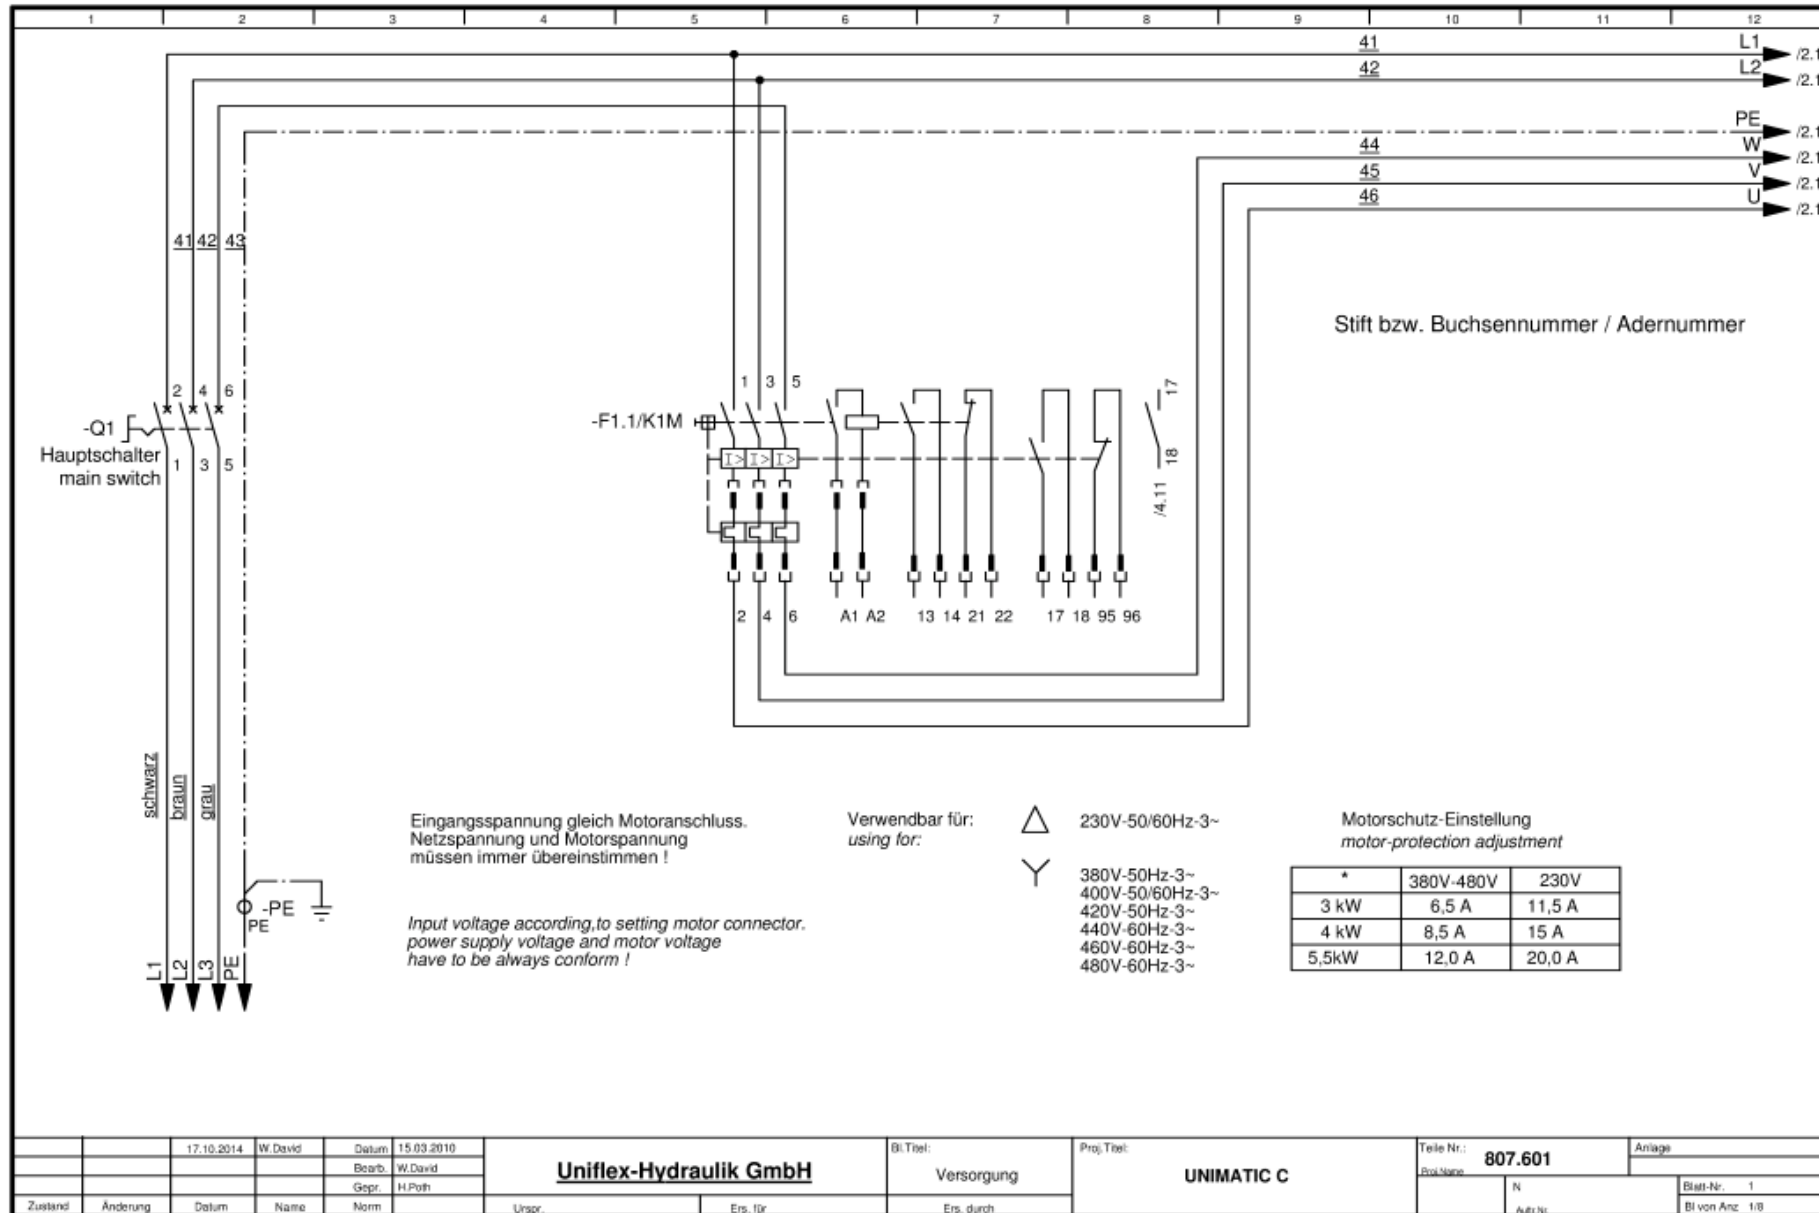 1 2 3 4 5 6 7 8 9 10 11 12
41 L1 /2.1
42 L2 /2.1
PE /2.1
44 W /2.1
45 V /2.1
46 U /2.1
41 42 43
Stift bzw. Buchsennummer / Adernummer
2 4 6
-Q1
Hauptschalter
main switch
1 3 5
1 3 5
-F1.1/K1M
I> I> I>
17
18
/4.11
2 4 6 A1 A2 13 14 21 22 17 18 95 96
schwarz
braun
grau
-PE
PE
L1
L2
L3
PE
Eingangsspannung gleich Motoranschluss.
Netzspannung und Motorspannung
müssen immer übereinstimmen !
Input voltage according,to setting motor connector.
power supply voltage and motor voltage
have to be always conform !
Verwendbar für:
using for:
230V-50/60Hz-3~
380V-50Hz-3~
400V-50/60Hz-3~
420V-50Hz-3~
440V-60Hz-3~
460V-60Hz-3~
480V-60Hz-3~
Motorschutz-Einstellung
motor-protection adjustment
* 380V-480V 230V
3 kW 6,5 A 11,5 A
4 kW 8,5 A 15 A
5,5kW 12,0 A 20,0 A
17.10.2014 W.David Datum 15.03.2010
Bearb. W.David
Gepr. H.Poth
Zustand Änderung Datum Name Norm
Uniflex-Hydraulik GmbH
Urspr. Ers. für Ers. durch
Bl.Titel:
Versorgung
Proj.Titel:
UNIMATIC C
Teile Nr.: 807.601
Proj.Name
Anlage
N
Auftr.Nr.
Blatt-Nr. 1
Bl von Anz 1/8